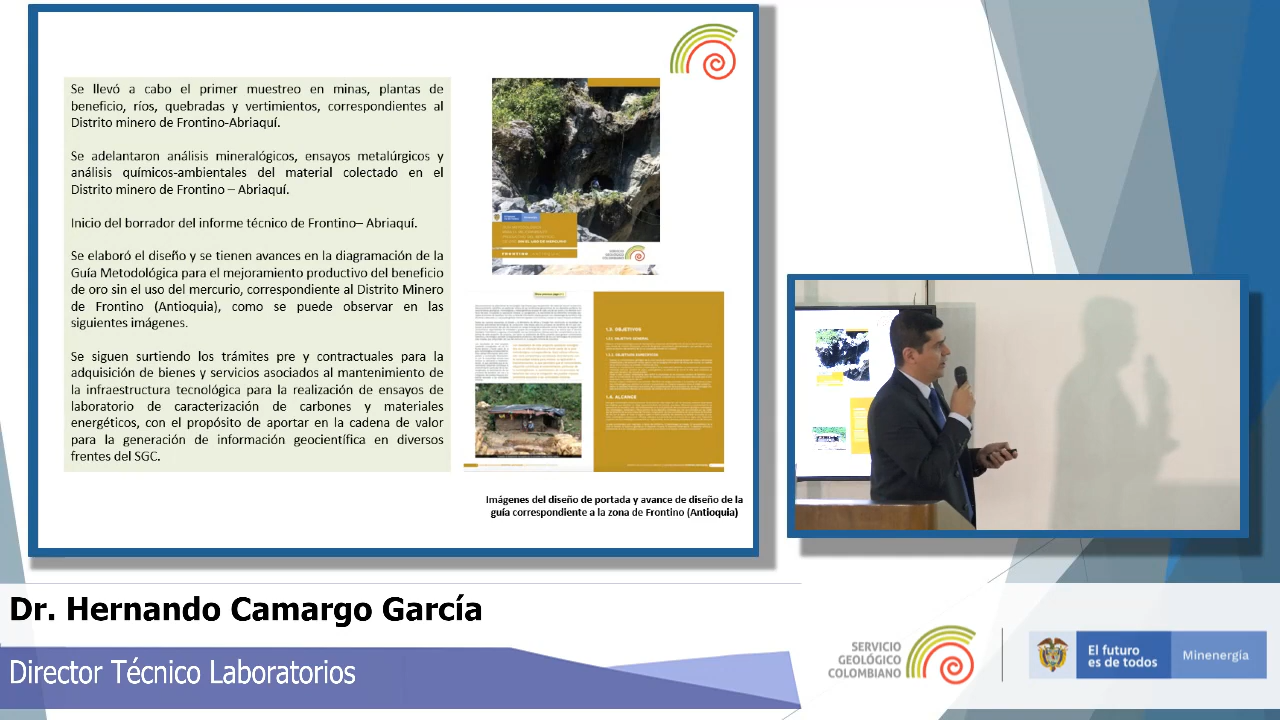 Se llevó a cabo el primer muestreo en minas, plantas de
beneficio, ríos, quebradas y vertimientos, correspondientes al
Distrito minero de Frontino-Abriaquí.
Se adelantaron análisis mineralógicos, ensayos metalúrgicos y
análisis químicos-ambientales del material colectado en el
Distrito minero de Frontino – Abriaquí.
Inicio del borrador del informe técnico de Frontino– Abriaquí.
Se elaboró el diseño y se tienen avances en la diagramación de la
Guía Metodológica para el mejoramiento productivo del beneficio
de oro sin el uso del mercurio, correspondiente al Distrito Minero
de Frontino (Antioquia), como se puede observar en las
siguientes imágenes.
Se siguen surtiendo los trámites pre contractuales para la
adquisición de bienes y servicios asociados al mejoramiento de
la infraestructura física para la realización de ensayos de
laboratorio de caracterización de carbones y materiales
energéticos, con el propósito de aportar en la cadena de valor
para la generación de información geocientífica en diversos
frentes del SGC.
FRONTINO
1.5. OBJETIVOS
1.6. ALCANCE
Imágenes del diseño de portada y avance de diseño de la
guía correspondiente a la zona de Frontino (Antioquia)
Dr. Hernando Camargo García
Director Técnico Laboratorios
SERVICIO
GEOLÓGICO
COLOMBIANO
El futuro
es de todos
Minenergía